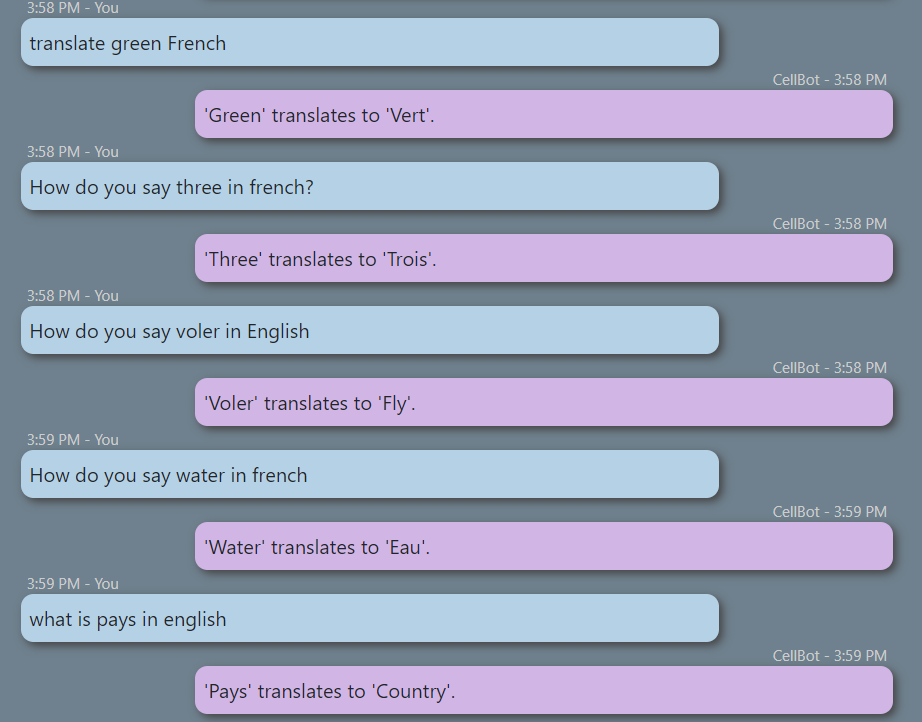 3:58 PM - You
translate green French
CellBot - 3:58 PM
'Green' translates to 'Vert'.
3:58 PM - You
How do you say three in french?
CellBot - 3:58 PM
'Three' translates to 'Trois'.
3:58 PM - You
How do you say voler in English
CellBot - 3:58 PM
'Voler' translates to 'Fly'.
3:59 PM - You
How do you say water in french
CellBot - 3:59 PM
'Water' translates to 'Eau'.
3:59 PM - You
what is pays in english
CellBot - 3:59 PM
'Pays' translates to 'Country'.